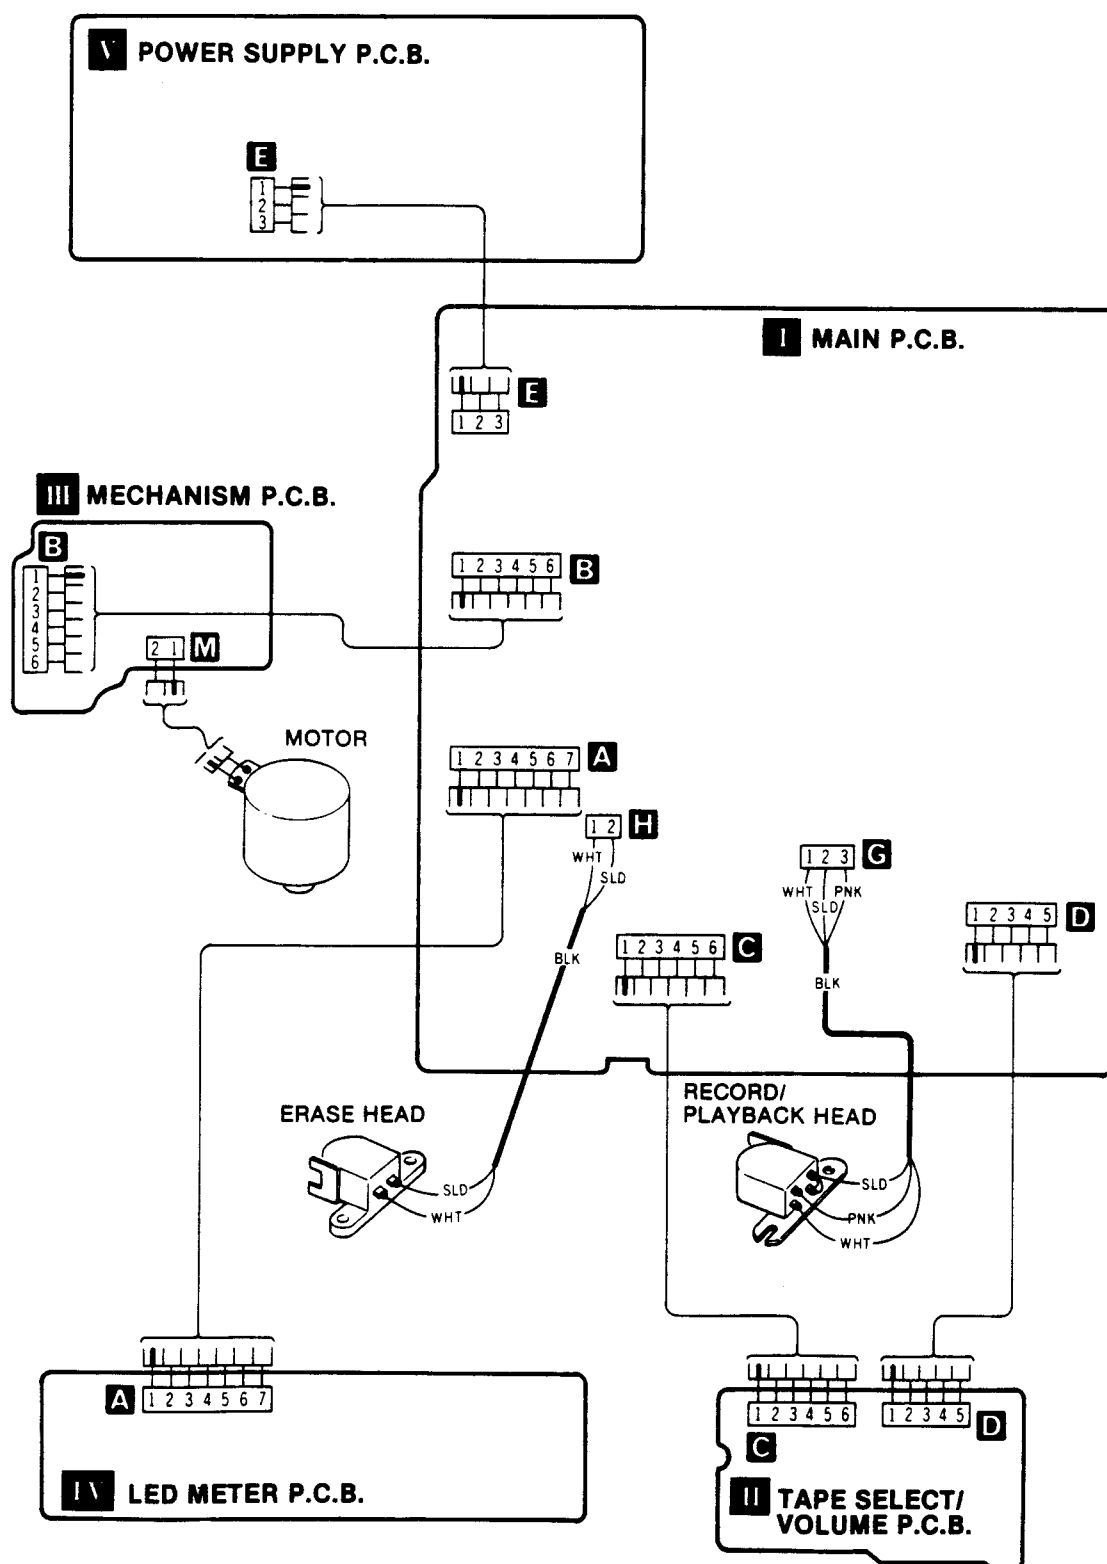 V POWER SUPPLY P.C.B.
E
1
2
3
I MAIN P.C.B.
E
1 2 3
III MECHANISM P.C.B.
B
1
2
3
4
5
6
2 1 M
1 2 3 4 5 6 B
MOTOR
1 2 3 4 5 6 7 A
1 2 H
WHT
SLD
BLK
1 2 3 G
WHT SLD PNK
BLK
1 2 3 4 5 D
1 2 3 4 5 6 C
ERASE HEAD
SLD
WHT
RECORD/
PLAYBACK HEAD
SLD
PNK
WHT
A 1 2 3 4 5 6 7
IV LED METER P.C.B.
1 2 3 4 5 6
C
1 2 3 4 5 D
II TAPE SELECT/
VOLUME P.C.B.